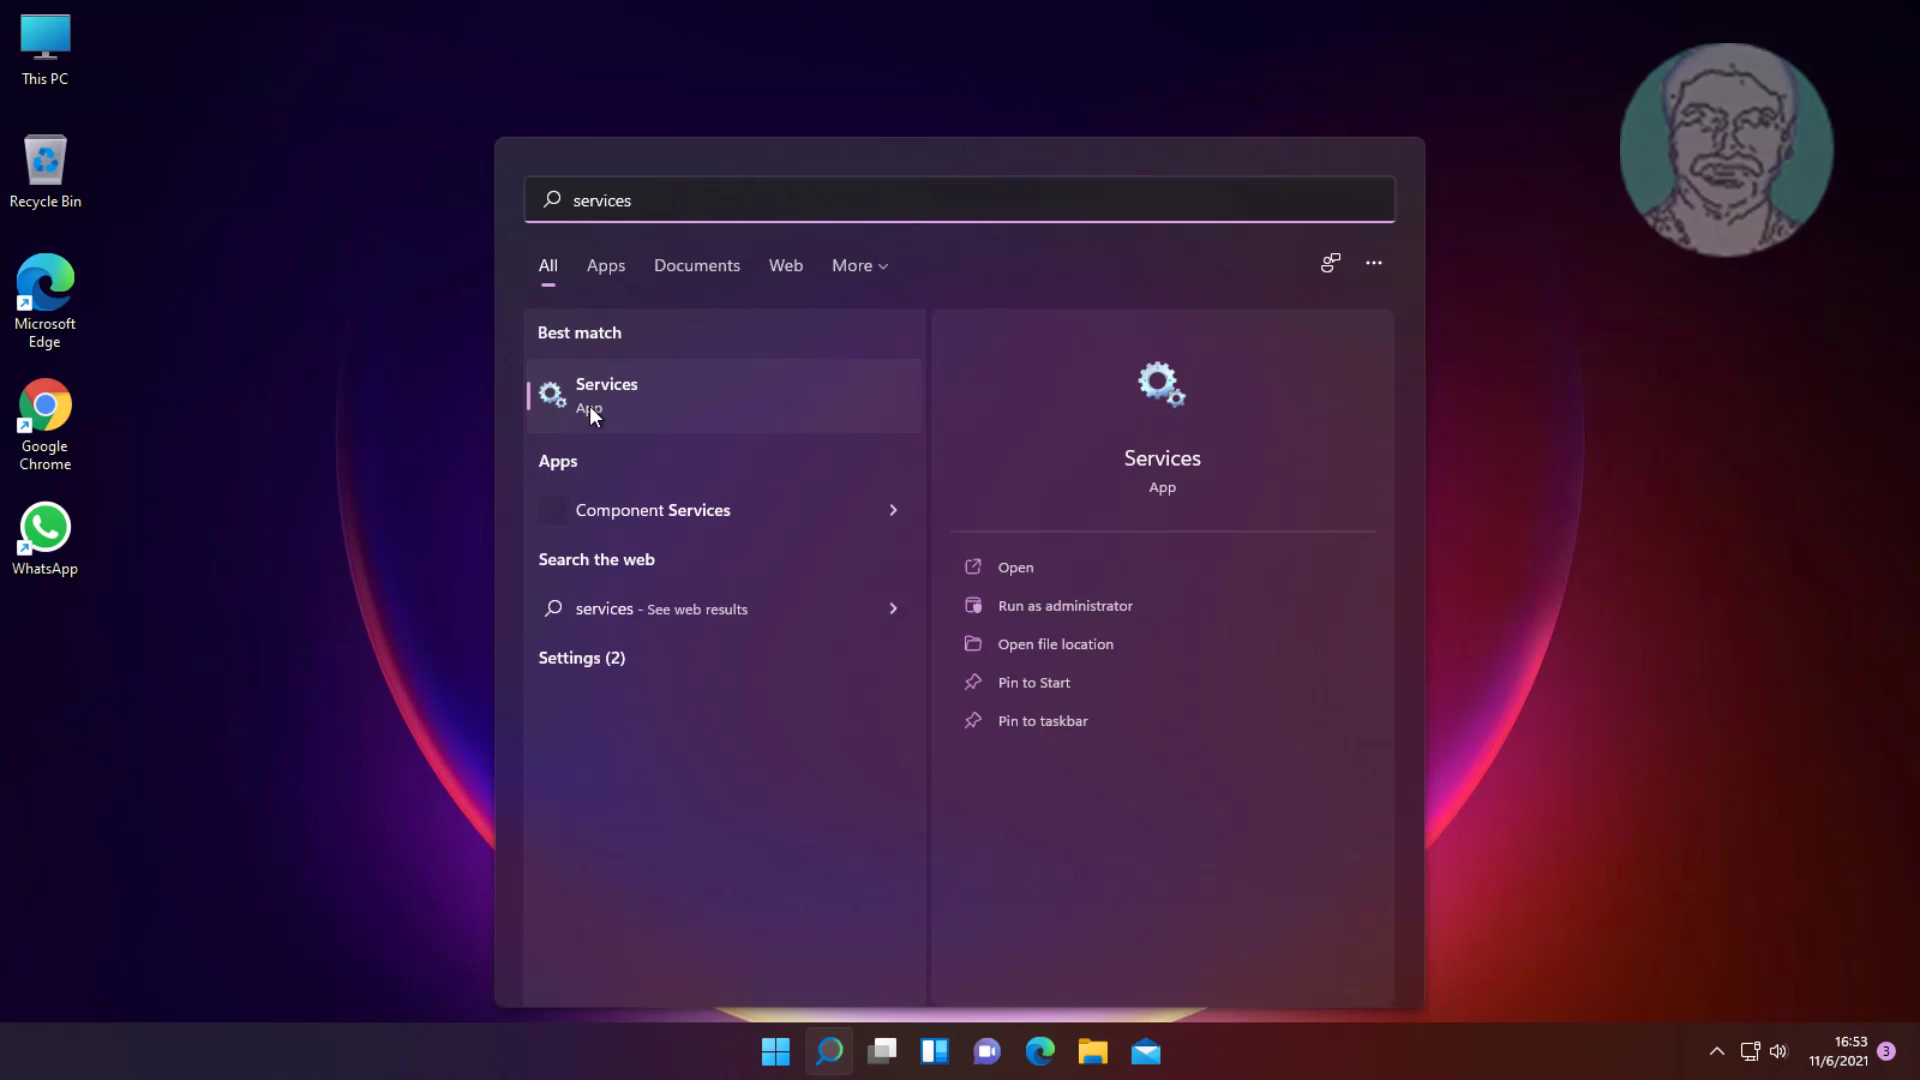 This PC
Recycle Bin
Microsoft
Edge
Google
Chrome
WhatsApp
services
All Apps Documents Web More
Best match
Services
App
Apps
Component Services
Search the web
services - See web results
Settings (2)
Services
App
Open
Run as administrator
Open file location
Pin to Start
Pin to taskbar
16:53
11/6/2021
3